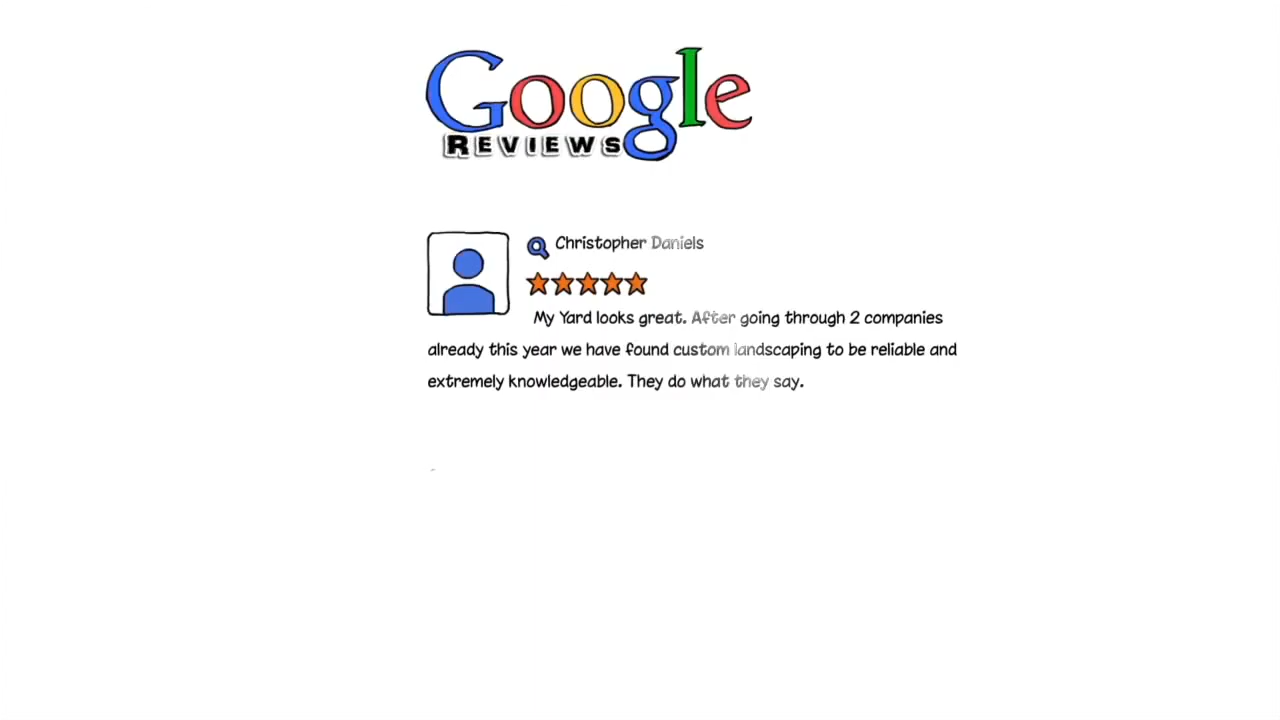 Google
REVIEWS
Christopher Daniels
My Yard looks great. After going through 2 companies
already this year we have found custom landscaping to be reliable and
extremely knowledgeable. They do what they say.